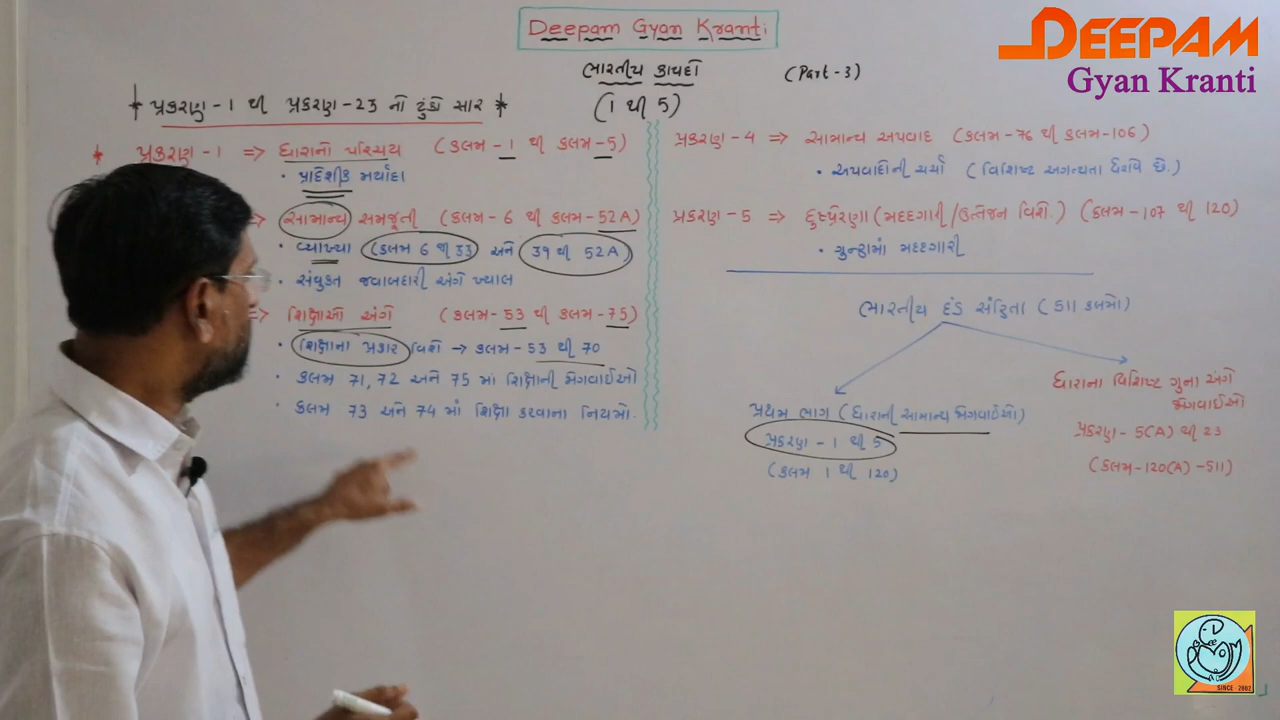 Deepam Gyan Kranti
DEEPAM
Gyan Kranti
ભારતીય કાયદો (Part-3)
* પ્રકરણ-1 થી પ્રકરણ-23 નો ટુંકો સાર *
(1 થી 5)
* પ્રકરણ-1 => ધારાનો પરિચય (કલમ-1 થી કલમ-5)
• પ્રાદેશીક મર્યાદા
=> સામાન્ય સમજૂતી (કલમ-6 થી કલમ-52A)
• વ્યાખ્યા (કલમ 6 થી 33) અને 39 થી 52A)
• સંયુક્ત જવાબદારી અંગે ખ્યાલ
=> શિક્ષાઓ અંગે (કલમ-53 થી કલમ-75)
• શિક્ષાના પ્રકાર વિશે → કલમ-53 થી 70
• કલમ 71, 72 અને 75 માં શિક્ષાની જોગવાઈઓ
• કલમ 73 અને 74 માં શિક્ષા કરવાના નિયમો.
પ્રકરણ-4 => સામાન્ય અપવાદ (કલમ-76 થી કલમ-106)
• અપવાદોની ચર્ચા (વિશિષ્ટ અગત્યતા ધરાવે છે.)
પ્રકરણ-5 => દુષ્પ્રેરણા (મદદગારી/ઉત્તેજન વિશે.) (કલમ-107 થી 120)
• ગુન્હામાં મદદગારી
ભારતીય દંડ સંહિતા (511 કલમો)
પ્રથમ ભાગ (ધારાની સામાન્ય જોગવાઈઓ)
પ્રકરણ-1 થી 5
(કલમ 1 થી 120)
ધારાના વિશિષ્ટ ગુના અંગે
જોગવાઈઓ
પ્રકરણ-5(A) થી 23
(કલમ-120(A)-511)
SINCE-2002